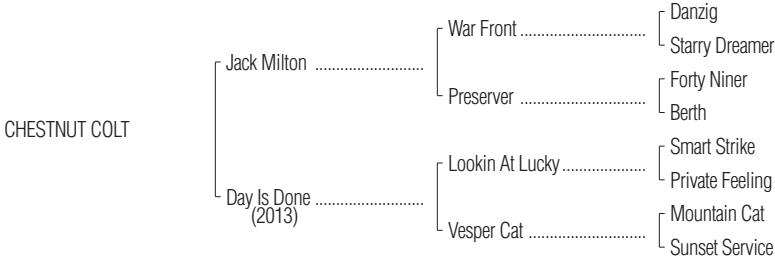 Danzig
War Front ..............................
Starry Dreamer
Jack Milton ..........................
Forty Niner
Preserver ..............................
Berth
CHESTNUT COLT
Smart Strike
Lookin At Lucky....................
Private Feeling
Day Is Done ..........................
(2013)
Mountain Cat
Vesper Cat ............................
Sunset Service